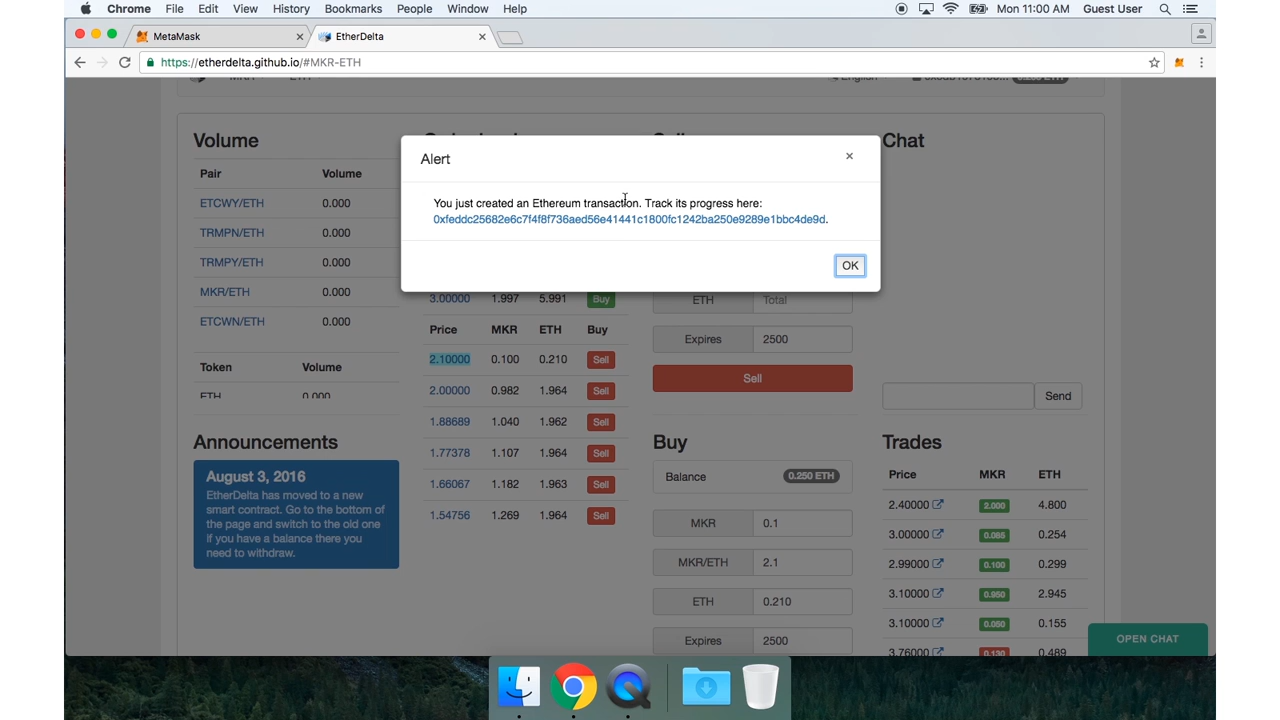 Chrome File Edit View History Bookmarks People Window Help Mon 11:00 AM Guest User
MetaMask
EtherDelta
https://etherdelta.github.io/#MKR-ETH
Alert
×
You just created an Ethereum transaction. Track its progress here:
0xfeddc25682e6c7f4f8f736aed56e41441c1800fc1242ba250e9289e1bbc4de9d.
OK
Volume
Pair Volume
ETCWY/ETH 0.000
TRMPN/ETH 0.000
TRMPY/ETH 0.000
MKR/ETH 0.000
ETCWN/ETH 0.000
Token Volume
ETH 0.000
Announcements
August 3, 2016
EtherDelta has moved to a new
smart contract. Go to the bottom of
the page and switch to the old one
if you have a balance there you
need to withdraw.
3.00000 1.997 5.991 Buy
Price MKR ETH Buy
2.10000 0.100 0.210 Sell
2.00000 0.982 1.964 Sell
1.88689 1.040 1.962 Sell
1.77378 1.107 1.964 Sell
1.66067 1.182 1.963 Sell
1.54756 1.269 1.964 Sell
ETH Total
Expires 2500
Sell
Buy
Balance 0.250 ETH
MKR 0.1
MKR/ETH 2.1
ETH 0.210
Expires 2500
Chat
Send
Trades
Price MKR ETH
2.40000 2.000 4.800
3.00000 0.085 0.254
2.99000 0.100 0.299
3.10000 0.950 2.945
3.10000 0.050 0.155
3.76000 0.130 0.489
OPEN CHAT